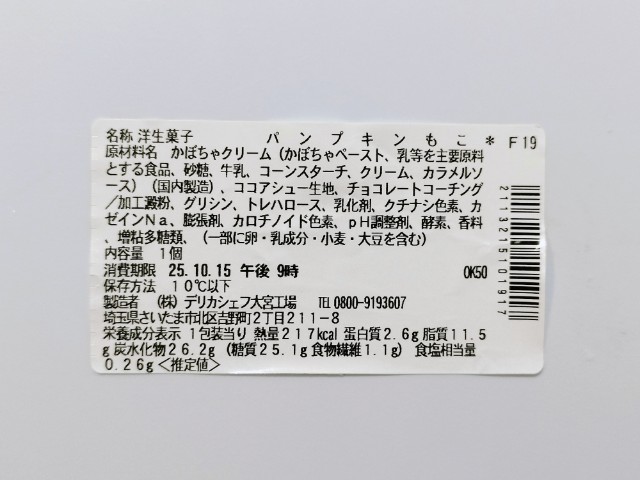 名称 洋生菓子 パンプキンもこ * F19
原材料名 かぼちゃクリーム(かぼちゃペースト、乳等を主要原料
とする食品、砂糖、牛乳、コーンスターチ、クリーム、カラメルソ
ース)(国内製造)、ココアシュー生地、チョコレートコーチング
/加工澱粉、グリシン、トレハロース、乳化剤、クチナシ色素、カ
ゼインNa、膨張剤、カロチノイド色素、pH調整剤、酵素、香料
、増粘多糖類、(一部に卵・乳成分・小麦・大豆を含む)
内容量 1個
消費期限 25.10.15 午後 9時 OK50
保存方法 10℃以下
製造者 (株)デリカシェフ大宮工場 TEL 0800-9193607
埼玉県さいたま市北区吉野町2丁目211-8
栄養成分表示 1包装当り 熱量217kcal 蛋白質2.6g 脂質11.5
g 炭水化物26.2g (糖質25.1g 食物繊維1.1g) 食塩相当量
0.26g<推定値>
2113215101917